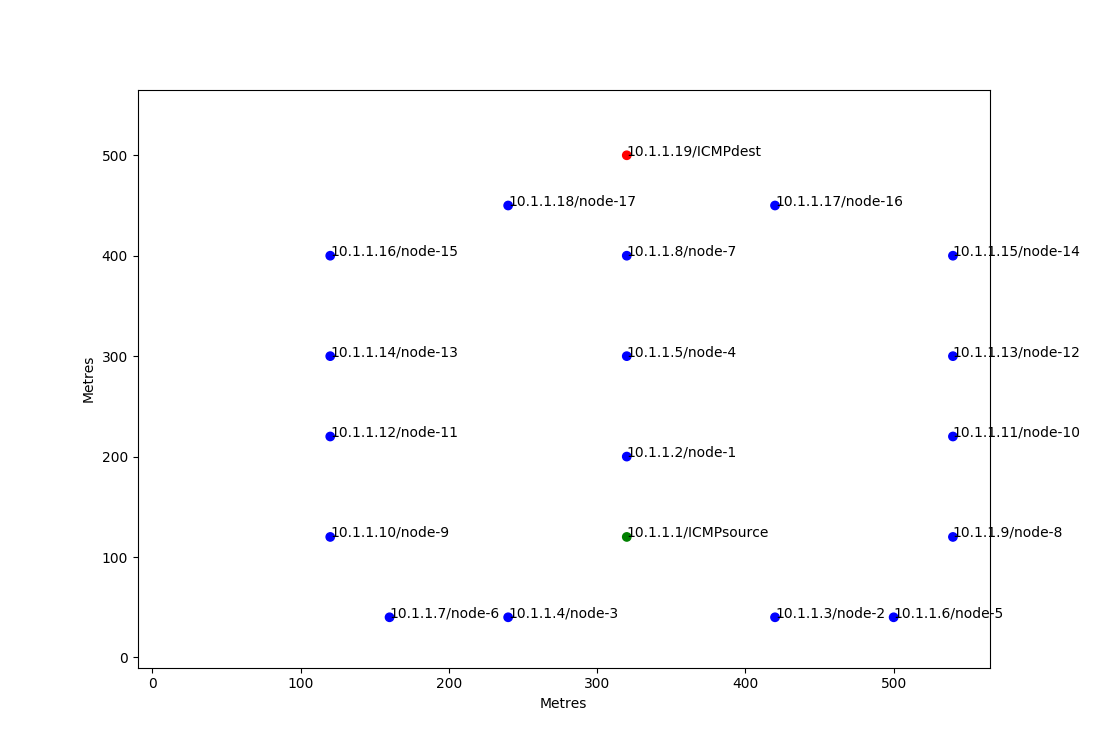 500
10.1.1.19/ICMPdest
10.1.1.18/node-17
10.1.1.17/node-16
400
10.1.1.16/node-15
10.1.1.8/node-7
10.1.1.15/node-14
300
10.1.1.14/node-13
10.1.1.5/node-4
10.1.1.13/node-12
Metres
10.1.1.12/node-11
10.1.1.11/node-10
200
10.1.1.2/node-1
100
10.1.1.10/node-9
10.1.1.1/ICMPsource
10.1.1.9/node-8
10.1.1.7/node-6
10.1.1.4/node-3
10.1.1.3/node-2
10.1.1.6/node-5
0
0 100 200 300 400 500
Metres